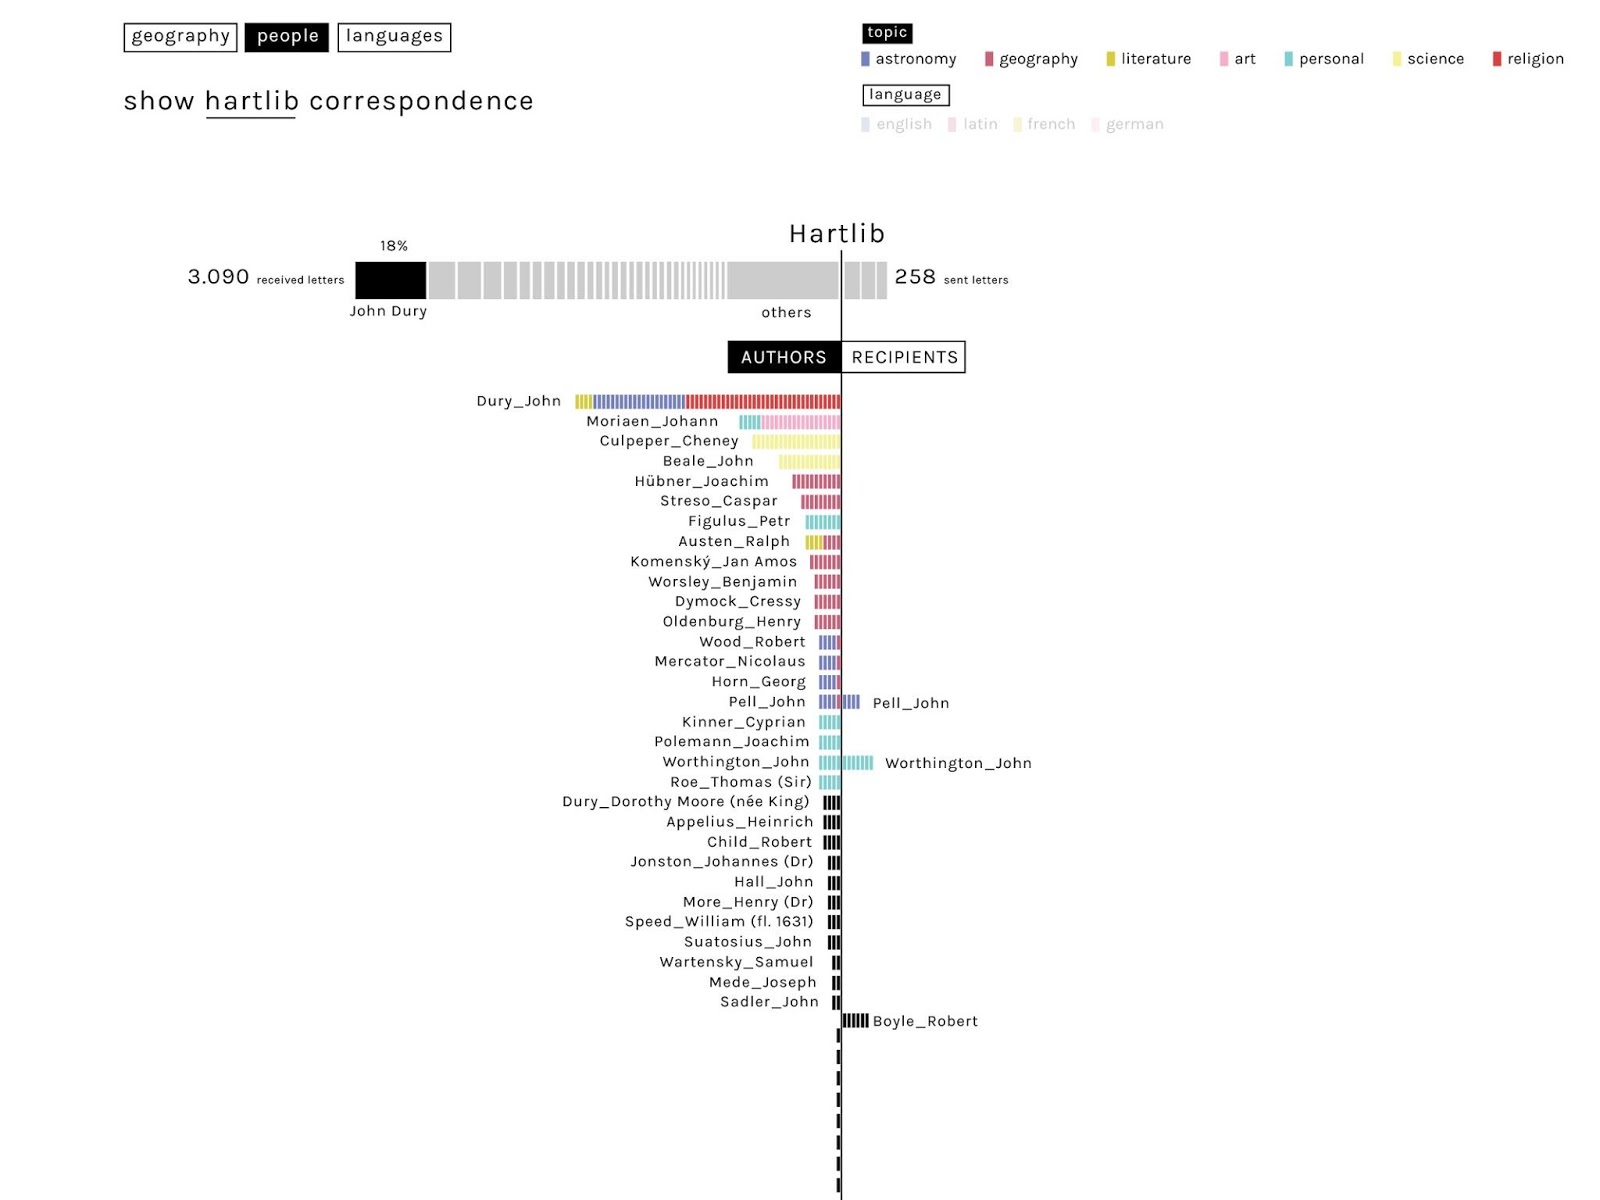 geography people languages
show hartlib correspondence
topic
astronomy geography literature art personal science religion
language
english latin french german
Hartlib
18%
3.090 received letters
258 sent letters
John Dury
others
AUTHORS RECIPIENTS
Dury_John
Moriaen_Johann
Culpeper_Cheney
Beale_John
Hübner_Joachim
Streso_Caspar
Figulus_Petr
Austen_Ralph
Komenský_Jan Amos
Worsley_Benjamin
Dymock_Cressy
Oldenburg_Henry
Wood_Robert
Mercator_Nicolaus
Horn_Georg
Pell_John Pell_John
Kinner_Cyprian
Polemann_Joachim
Worthington_John Worthington_John
Roe_Thomas (Sir)
Dury_Dorothy Moore (née King)
Appelius_Heinrich
Child_Robert
Jonston_Johannes (Dr)
Hall_John
More_Henry (Dr)
Speed_William (fl. 1631)
Suatosius_John
Wartensky_Samuel
Mede_Joseph
Sadler_John
Boyle_Robert